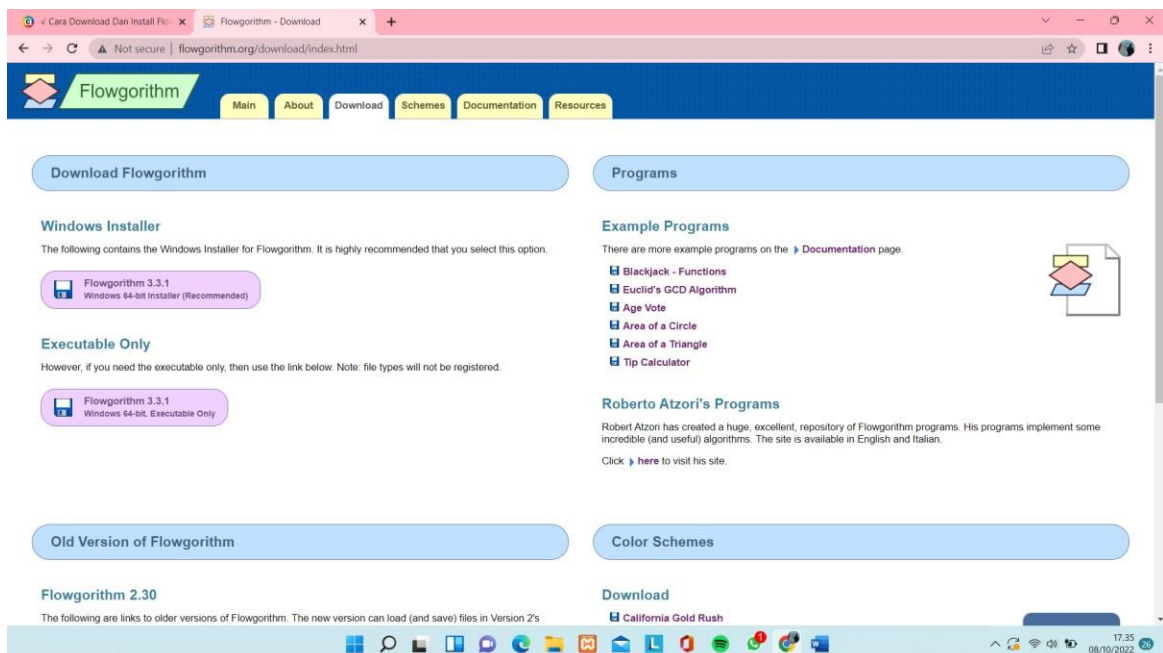 √ Cara Download Dan Install Flo
Flowgorithm - Download
Not secure | flowgorithm.org/download/index.html
Flowgorithm
Main
About
Download
Schemes
Documentation
Resources
Download Flowgorithm
Windows Installer
The following contains the Windows Installer for Flowgorithm. It is highly recommended that you select this option.
Flowgorithm 3.3.1
Windows 64-bit Installer (Recommended)
Executable Only
However, if you need the executable only, then use the link below. Note: file types will not be registered.
Flowgorithm 3.3.1
Windows 64-bit. Executable Only
Programs
Example Programs
There are more example programs on the Documentation page.
Blackjack - Functions
Euclid's GCD Algorithm
Age Vote
Area of a Circle
Area of a Triangle
Tip Calculator
Roberto Atzori's Programs
Robert Atzori has created a huge, excellent, repository of Flowgorithm programs. His programs implement some
incredible (and useful) algorithms. The site is available in English and Italian.
Click here to visit his site.
Old Version of Flowgorithm
Flowgorithm 2.30
The following are links to older versions of Flowgorithm. The new version can load (and save) files in Version 2's
Color Schemes
Download
California Gold Rush
17.35
08/10/2022
26